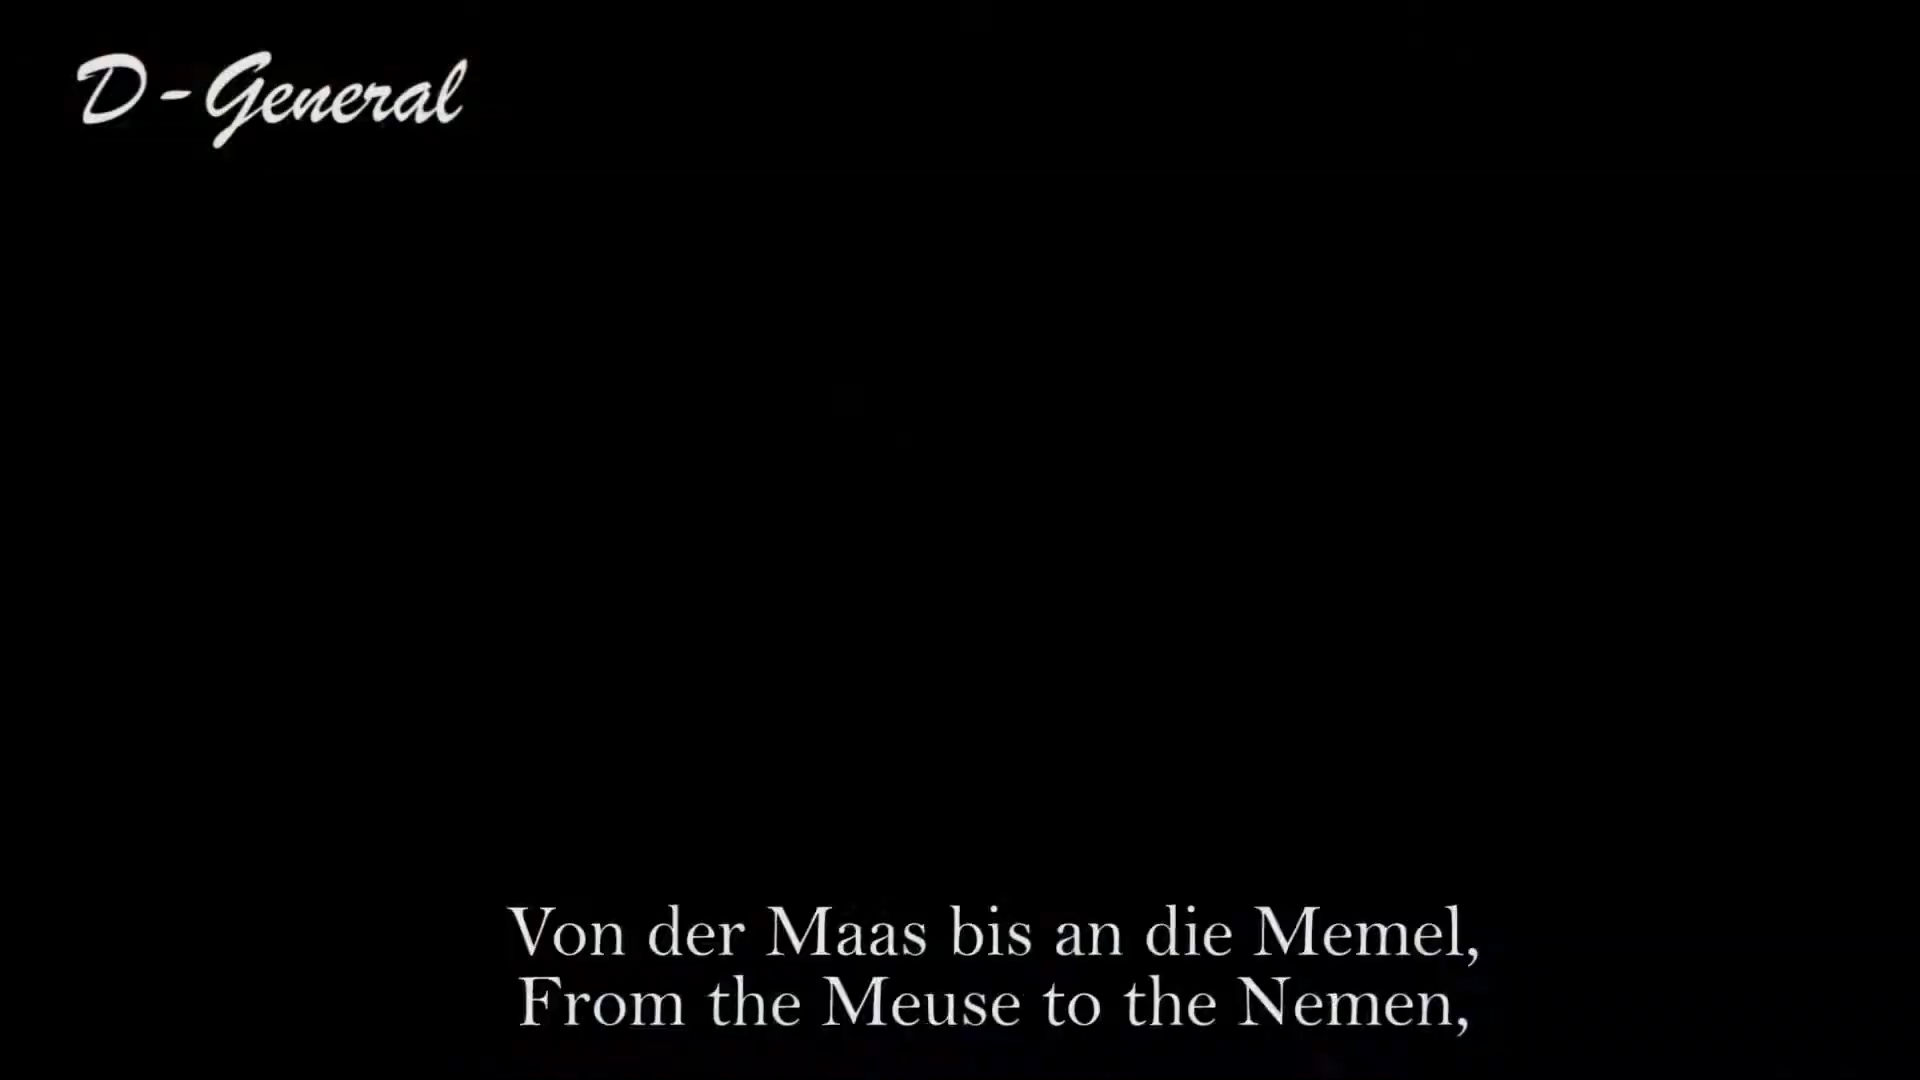 D-General
Von der Maas bis an die Memel,
From the Meuse to the Nemen,